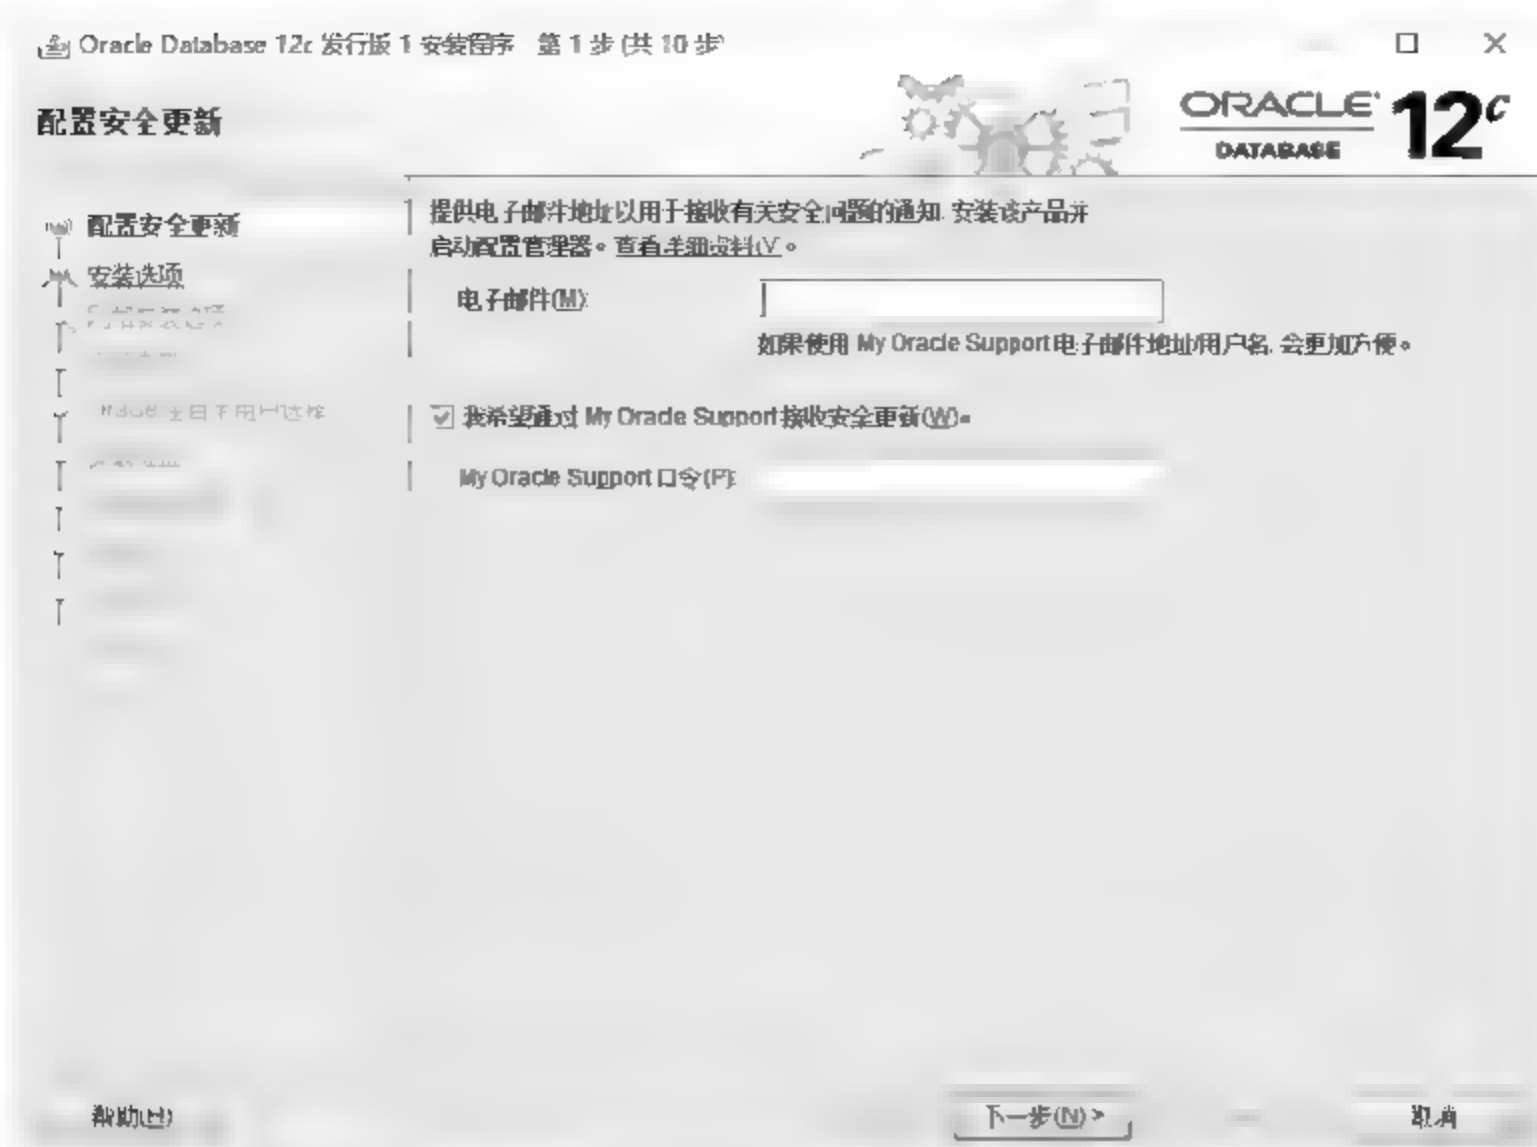 Oracle Database 12c 发行版 1 安装程序 第 1 步 (共 10 步)
配置安全更新
ORACLE
DATABASE
12c
配置安全更新
安装选项
提供电子邮件地址以用于接收有关安全问题的通知, 安装该产品并
启动配置管理器。查看详细资料(V)。
电子邮件(M):
如果使用 My Oracle Support 电子邮件地址/用户名, 会更加方便。
我希望通过 My Oracle Support 接收安全更新(W)。
My Oracle Support 口令(P):
帮助(H)
下一步(N) >
取消